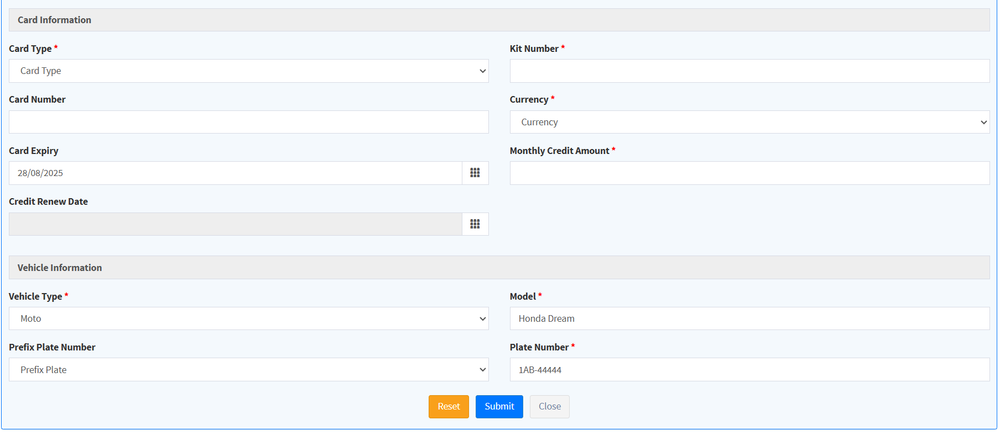 Card Information
Card Type *
Kit Number *
Card Type
Card Number
Currency *
Currency
Card Expiry
Monthly Credit Amount *
28/08/2025
Credit Renew Date
Vehicle Information
Vehicle Type *
Model *
Moto
Honda Dream
Prefix Plate Number
Plate Number *
Prefix Plate
1AB-44444
Reset
Submit
Close